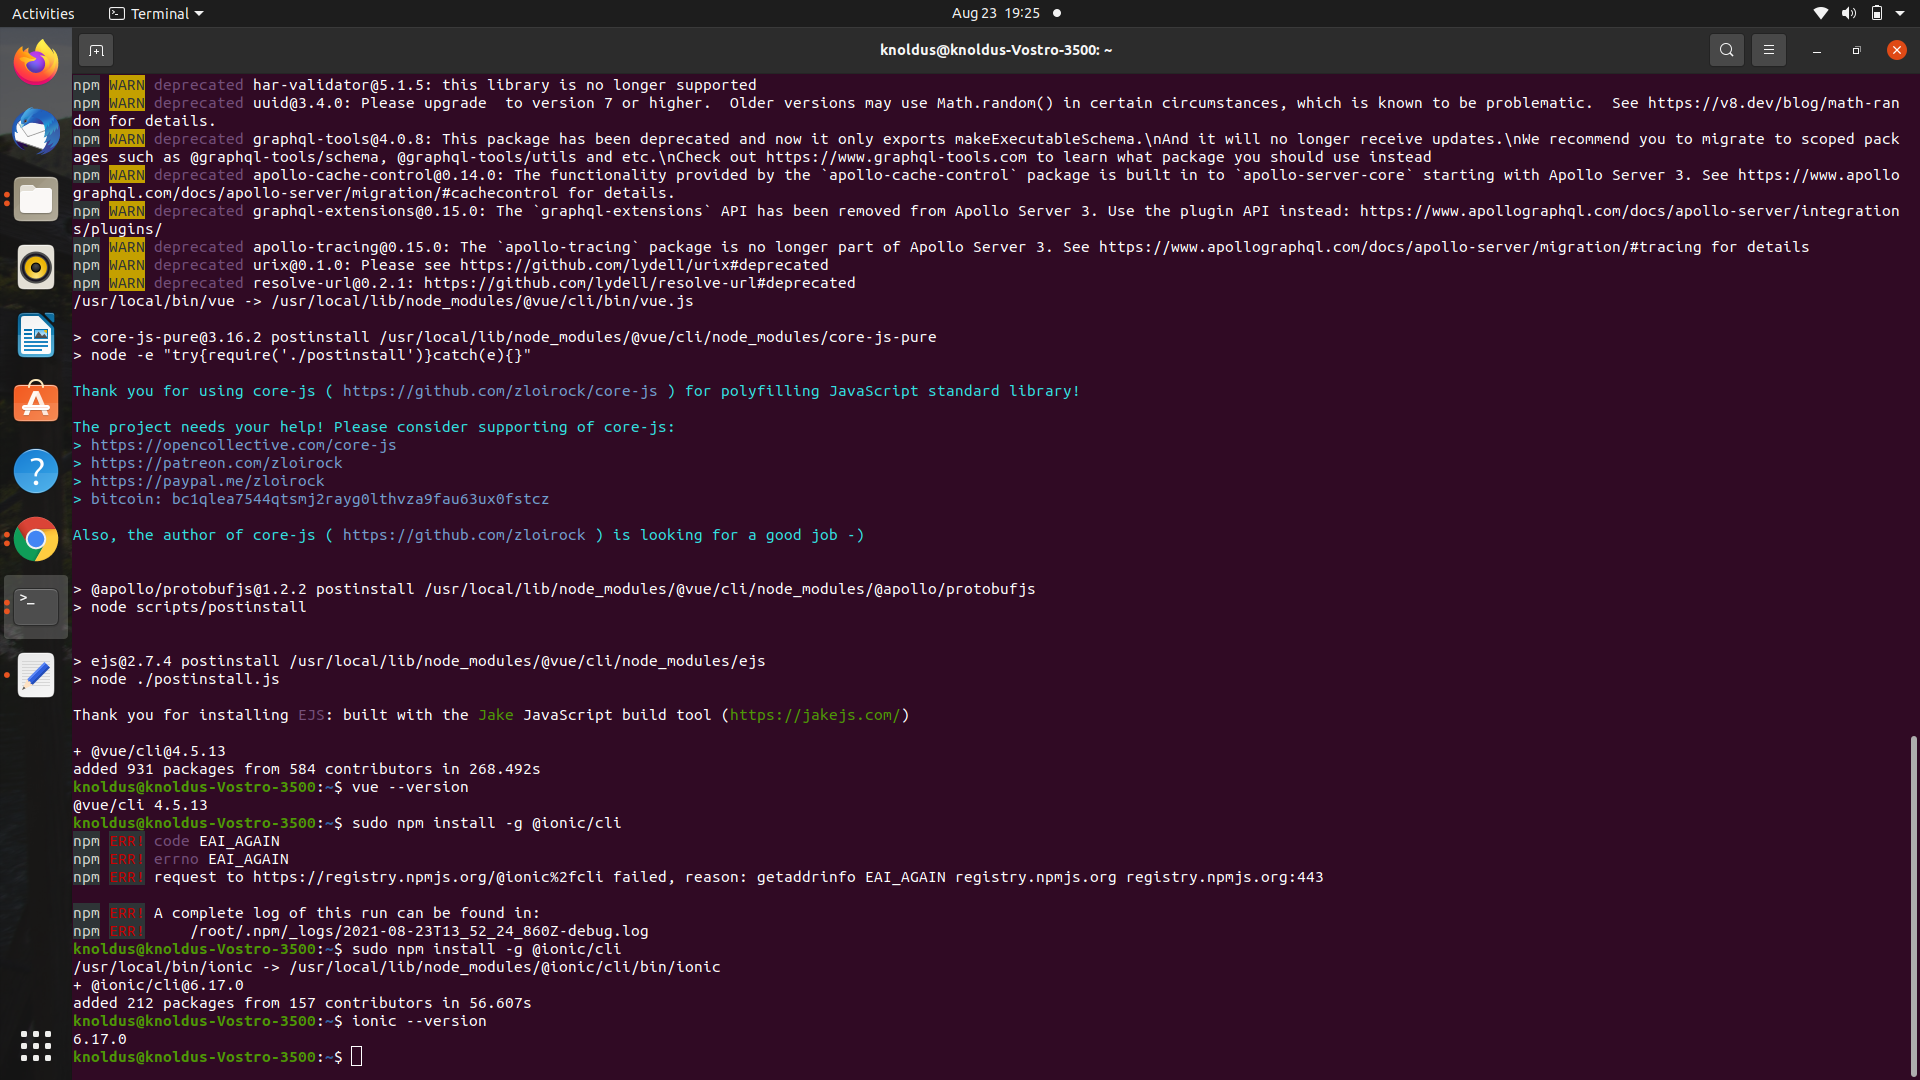 Activities
Terminal
Aug 23 19:25
knoldus@knoldus-Vostro-3500: ~
npm WARN deprecated har-validator@5.1.5: this library is no longer supported
npm WARN deprecated uuid@3.4.0: Please upgrade  to version 7 or higher.  Older versions may use Math.random() in certain circumstances, which is known to be problematic.  See https://v8.dev/blog/math-ran
dom for details.
npm WARN deprecated graphql-tools@4.0.8: This package has been deprecated and now it only exports makeExecutableSchema.\nAnd it will no longer receive updates.\nWe recommend you to migrate to scoped pack
ages such as @graphql-tools/schema, @graphql-tools/utils and etc.\nCheck out https://www.graphql-tools.com to learn what package you should use instead
npm WARN deprecated apollo-cache-control@0.14.0: The functionality provided by the `apollo-cache-control` package is built in to `apollo-server-core` starting with Apollo Server 3. See https://www.apollo
graphql.com/docs/apollo-server/migration/#cachecontrol for details.
npm WARN deprecated graphql-extensions@0.15.0: The `graphql-extensions` API has been removed from Apollo Server 3. Use the plugin API instead: https://www.apollographql.com/docs/apollo-server/integration
s/plugins/
npm WARN deprecated apollo-tracing@0.15.0: The `apollo-tracing` package is no longer part of Apollo Server 3. See https://www.apollographql.com/docs/apollo-server/migration/#tracing for details
npm WARN deprecated urix@0.1.0: Please see https://github.com/lydell/urix#deprecated
npm WARN deprecated resolve-url@0.2.1: https://github.com/lydell/resolve-url#deprecated
/usr/local/bin/vue -> /usr/local/lib/node_modules/@vue/cli/bin/vue.js
> core-js-pure@3.16.2 postinstall /usr/local/lib/node_modules/@vue/cli/node_modules/core-js-pure
> node -e "try{require('./postinstall')}catch(e){}"
Thank you for using core-js ( https://github.com/zloirock/core-js ) for polyfilling JavaScript standard library!
The project needs your help! Please consider supporting of core-js:
> https://opencollective.com/core-js
> https://patreon.com/zloirock
> https://paypal.me/zloirock
> bitcoin: bc1qlea7544qtsmj2rayg0lthvza9fau63ux0fstcz
Also, the author of core-js ( https://github.com/zloirock ) is looking for a good job -)
> @apollo/protobufjs@1.2.2 postinstall /usr/local/lib/node_modules/@vue/cli/node_modules/@apollo/protobufjs
> node scripts/postinstall
> ejs@2.7.4 postinstall /usr/local/lib/node_modules/@vue/cli/node_modules/ejs
> node ./postinstall.js
Thank you for installing EJS: built with the Jake JavaScript build tool (https://jakejs.com/)
+ @vue/cli@4.5.13
added 931 packages from 584 contributors in 268.492s
knoldus@knoldus-Vostro-3500:~$ vue --version
@vue/cli 4.5.13
knoldus@knoldus-Vostro-3500:~$ sudo npm install -g @ionic/cli
npm ERR! code EAI_AGAIN
npm ERR! errno EAI_AGAIN
npm ERR! request to https://registry.npmjs.org/@ionic%2fcli failed, reason: getaddrinfo EAI_AGAIN registry.npmjs.org registry.npmjs.org:443
npm ERR! A complete log of this run can be found in:
npm ERR!     /root/.npm/_logs/2021-08-23T13_52_24_860Z-debug.log
knoldus@knoldus-Vostro-3500:~$ sudo npm install -g @ionic/cli
/usr/local/bin/ionic -> /usr/local/lib/node_modules/@ionic/cli/bin/ionic
+ @ionic/cli@6.17.0
added 212 packages from 157 contributors in 56.607s
knoldus@knoldus-Vostro-3500:~$ ionic --version
6.17.0
knoldus@knoldus-Vostro-3500:~$